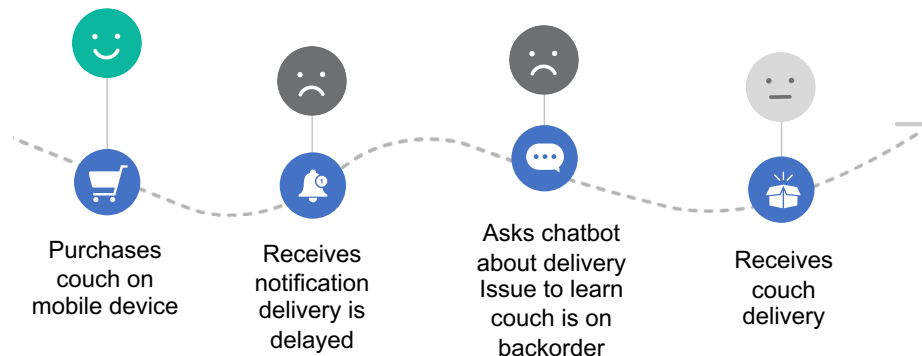 Purchases
couch on
mobile device
Receives
notification
delivery is
delayed
1
Asks chatbot
about delivery
Issue to learn
couch is on
backorder
Receives
couch
delivery